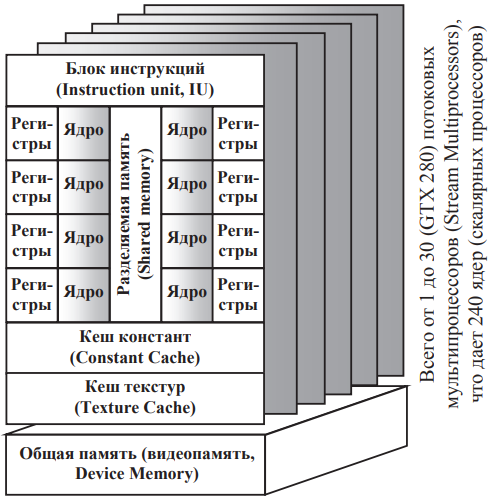 Блок инструкций
(Instruction unit, IU)
Реги-
стры
Ядро
Разделяемая память
(Shared memory)
Ядро
Реги-
стры
Реги-
стры
Ядро
Ядро
Реги-
стры
Реги-
стры
Ядро
Ядро
Реги-
стры
Реги-
стры
Ядро
Ядро
Реги-
стры
Кеш констант
(Constant Cache)
Кеш текстур
(Texture Cache)
Общая память (видеопамять,
Device Memory)
Всего от 1 до 30 (GTX 280) потоковых
мультипроцессоров (Stream Multiprocessors),
что дает 240 ядер (скалярных процессоров)